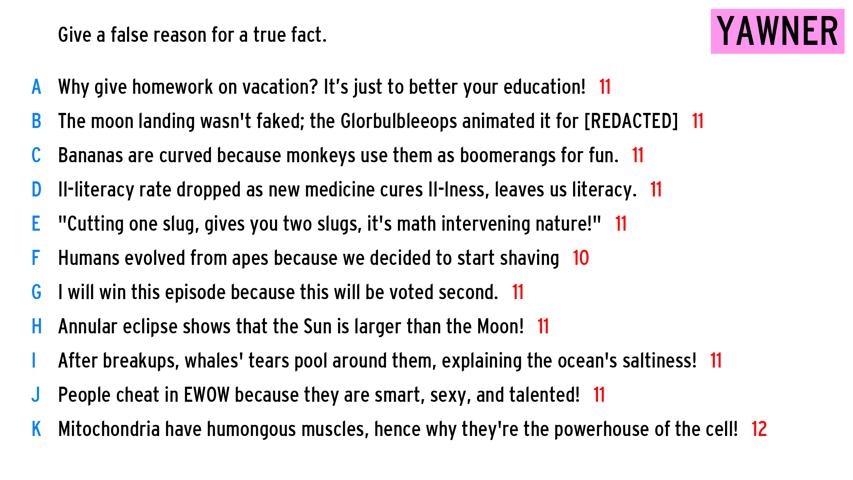 Give a false reason for a true fact.
YAWNER
A Why give homework on vacation? It's just to better your education! 11
B The moon landing wasn't faked; the Glorbulbleeops animated it for [REDACTED] 11
C Bananas are curved because monkeys use them as boomerangs for fun. 11
D Il-literacy rate dropped as new medicine cures Il-lness, leaves us literacy. 11
E "Cutting one slug, gives you two slugs, it's math intervening nature!" 11
F Humans evolved from apes because we decided to start shaving 10
G I will win this episode because this will be voted second. 11
H Annular eclipse shows that the Sun is larger than the Moon! 11
I After breakups, whales' tears pool around them, explaining the ocean's saltiness! 11
J People cheat in EWOW because they are smart, sexy, and talented! 11
K Mitochondria have humongous muscles, hence why they're the powerhouse of the cell! 12